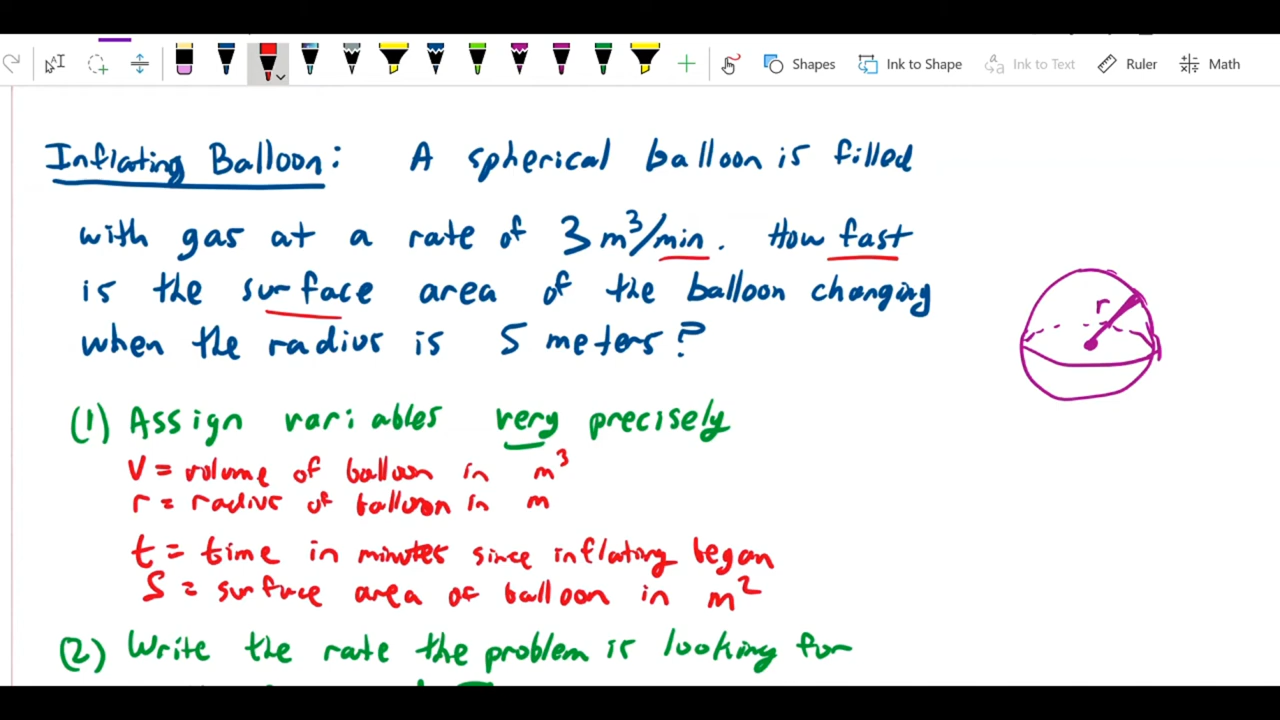 Shapes Ink to Shape Ink to Text Ruler Math
Inflating Balloon: A spherical balloon is filled
with gas at a rate of 3 m³/min. How fast
is the surface area of the balloon changing
when the radius is 5 meters?
r
(1) Assign variables very precisely
V = volume of balloon in m³
r = radius of balloon in m
t = time in minutes since inflating began
S = surface area of balloon in m²
(2) Write the rate the problem is looking for